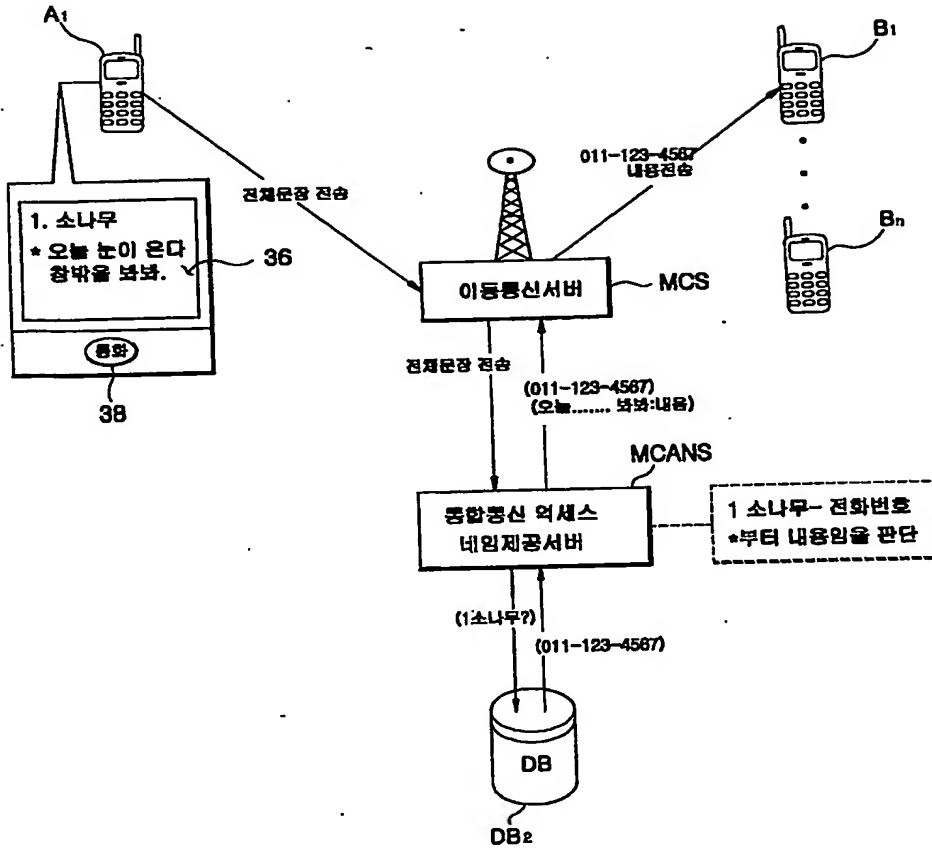 A1
B1
011-123-4567
내용전송
전체문장 전송
1. 소나무
* 오늘 눈이 온다
창밖을 봐봐.
36
통화
38
Bn
이동통신서버
MCS
전체문장 전송
(011-123-4567)
(오늘....... 봐봐:내용)
MCANS
통합통신 억세스
네임제공서버
1 소나무- 전화번호
*부터 내용임을 판단
(1소나무?)
(011-123-4567)
DB
DB2